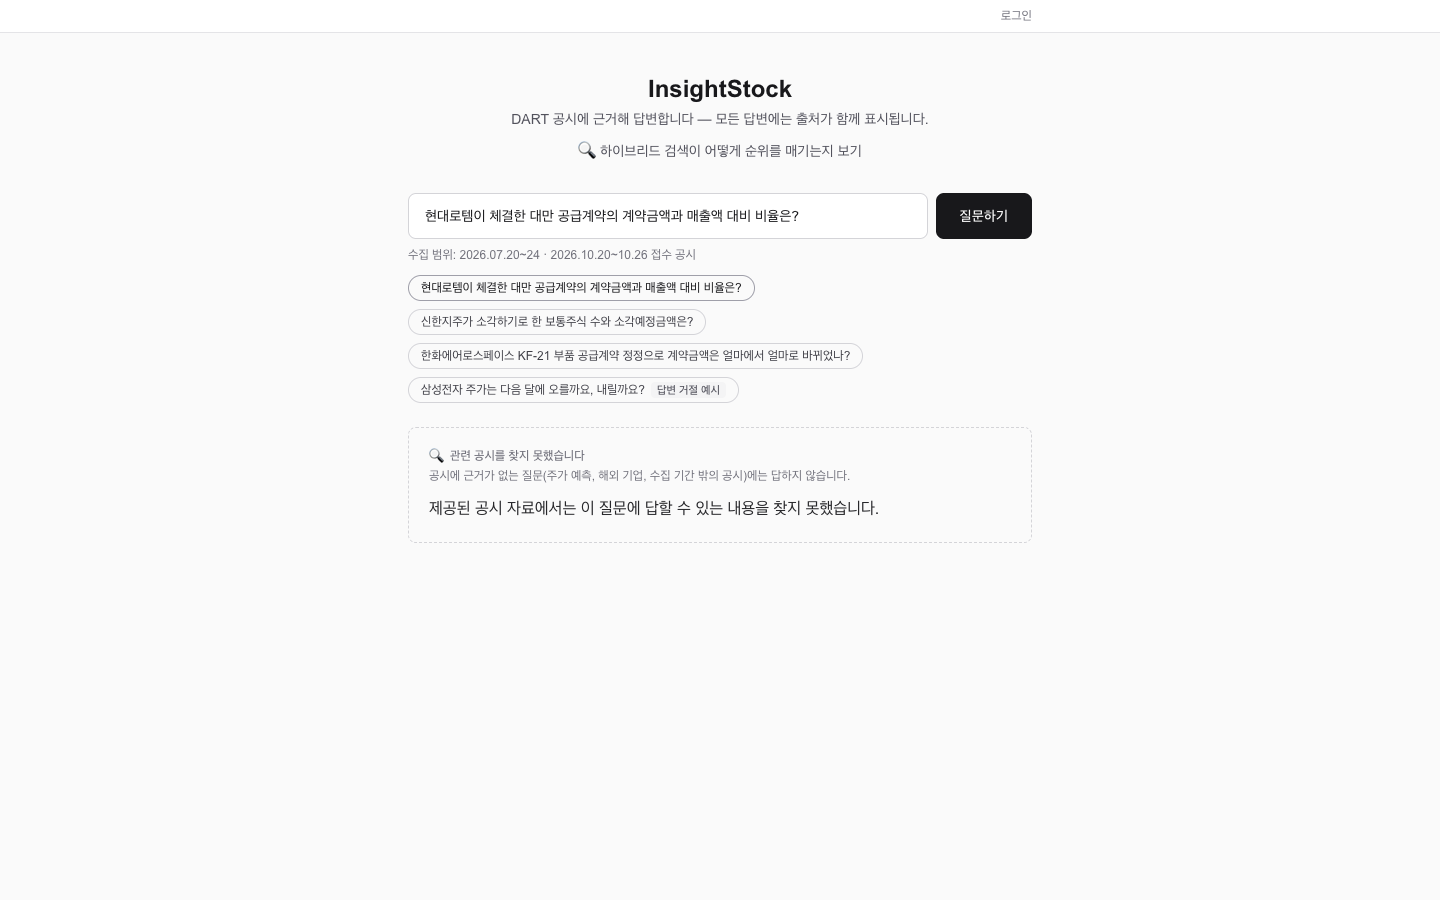 로그인
InsightStock
DART 공시에 근거해 답변합니다 — 모든 답변에는 출처가 함께 표시됩니다.
하이브리드 검색이 어떻게 순위를 매기는지 보기
현대로템이 체결한 대만 공급계약의 계약금액과 매출액 대비 비율은? 질문하기
수집 범위: 2026.07.20~24 · 2026.10.20~10.26 접수 공시
현대로템이 체결한 대만 공급계약의 계약금액과 매출액 대비 비율은?
신한지주가 소각하기로 한 보통주식 수와 소각예정금액은?
한화에어로스페이스 KF-21 부품 공급계약 정정으로 계약금액은 얼마에서 얼마로 바뀌었나?
삼성전자 주가는 다음 달에 오를까요, 내릴까요? 답변 거절 예시
관련 공시를 찾지 못했습니다
공시에 근거가 없는 질문(주가 예측, 해외 기업, 수집 기간 밖의 공시)에는 답하지 않습니다.
제공된 공시 자료에서는 이 질문에 답할 수 있는 내용을 찾지 못했습니다.